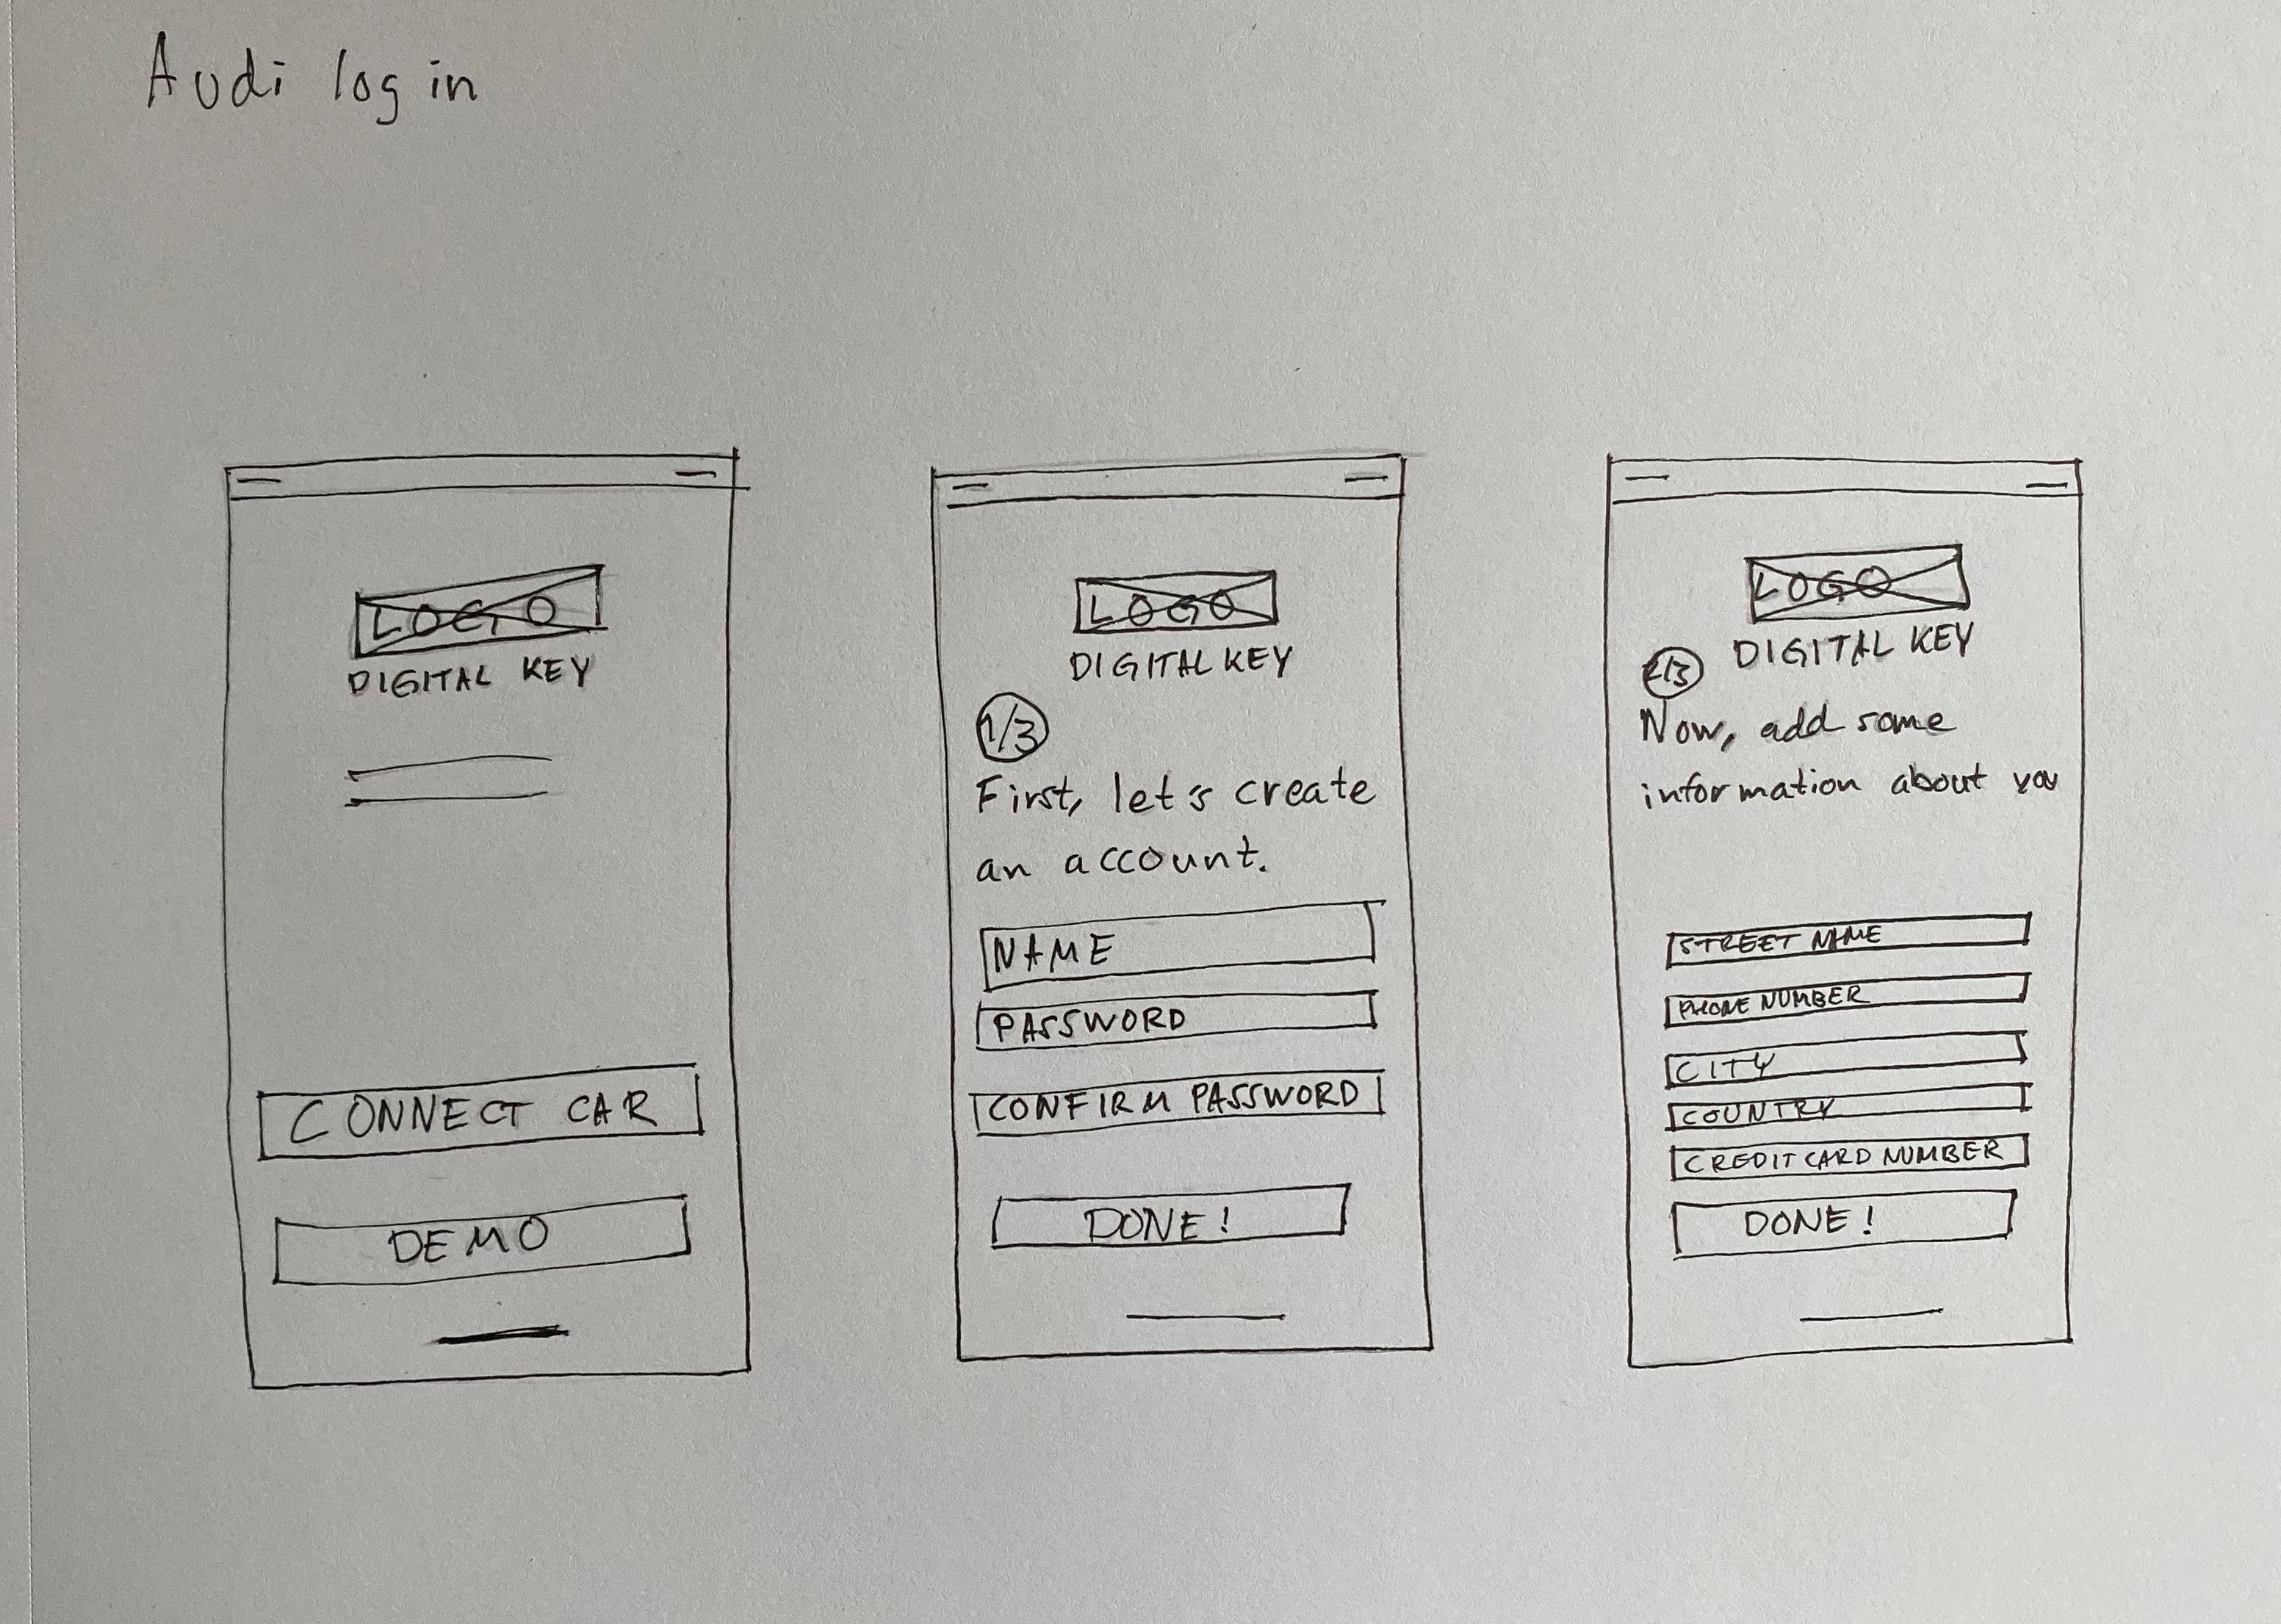 Audi log in
LOGO
DIGITAL KEY
CONNECT CAR
DEMO
LOGO
DIGITAL KEY
1/3
First, let's create
an account.
NAME
PASSWORD
CONFIRM PASSWORD
DONE!
LOGO
DIGITAL KEY
2/3
Now, add some
information about you
STREET NAME
PHONE NUMBER
CITY
COUNTRY
CREDIT CARD NUMBER
DONE!